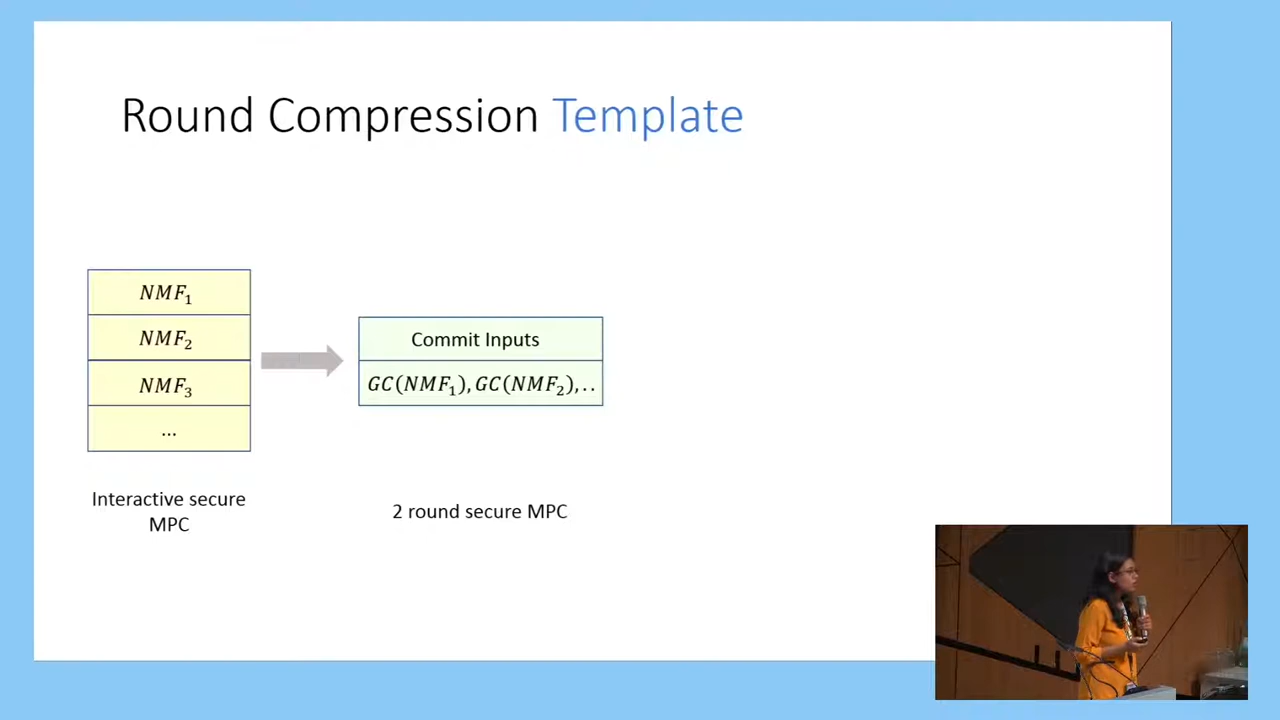 Round Compression Template
NMF₁
NMF₂
NMF₃
...
Interactive secure
MPC
Commit Inputs
GC(NMF₁), GC(NMF₂), ..
2 round secure MPC